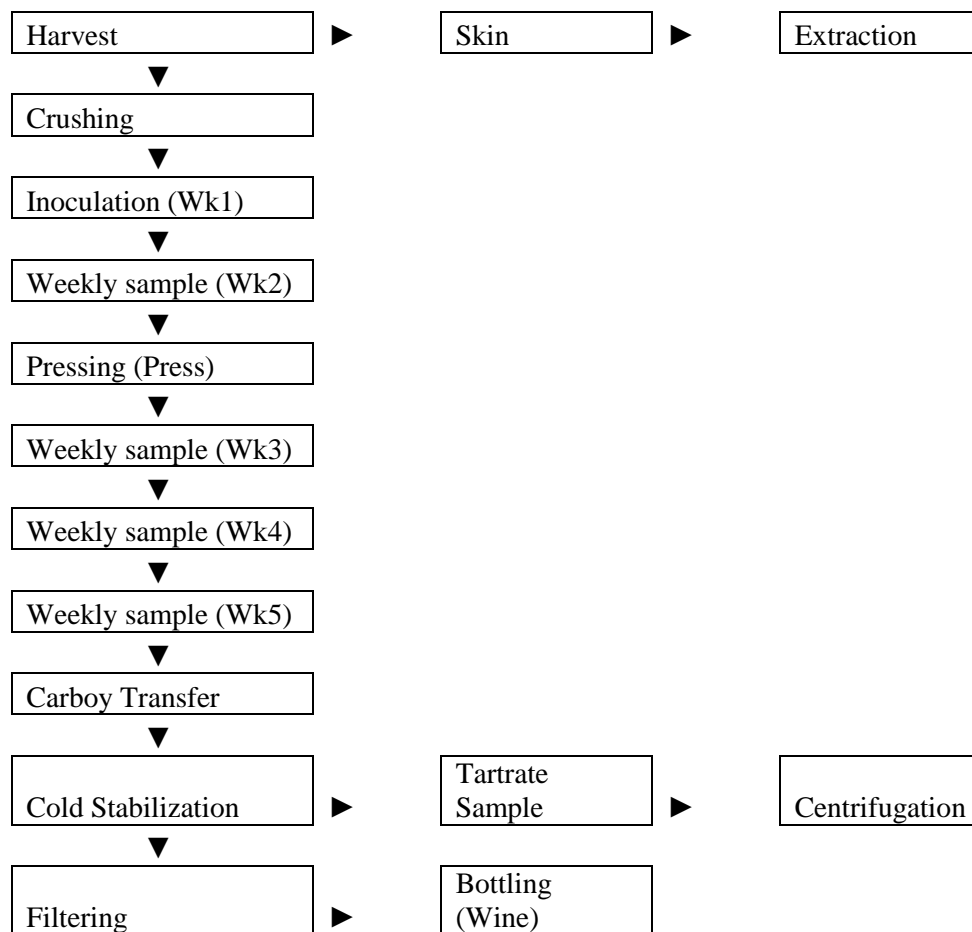 Harvest ► Skin ► Extraction
▼
Crushing
▼
Inoculation (Wk1)
▼
Weekly sample (Wk2)
▼
Pressing (Press)
▼
Weekly sample (Wk3)
▼
Weekly sample (Wk4)
▼
Weekly sample (Wk5)
▼
Carboy Transfer
▼
Tartrate
Cold Stabilization ► Sample ► Centrifugation
▼
Bottling
Filtering ► (Wine)